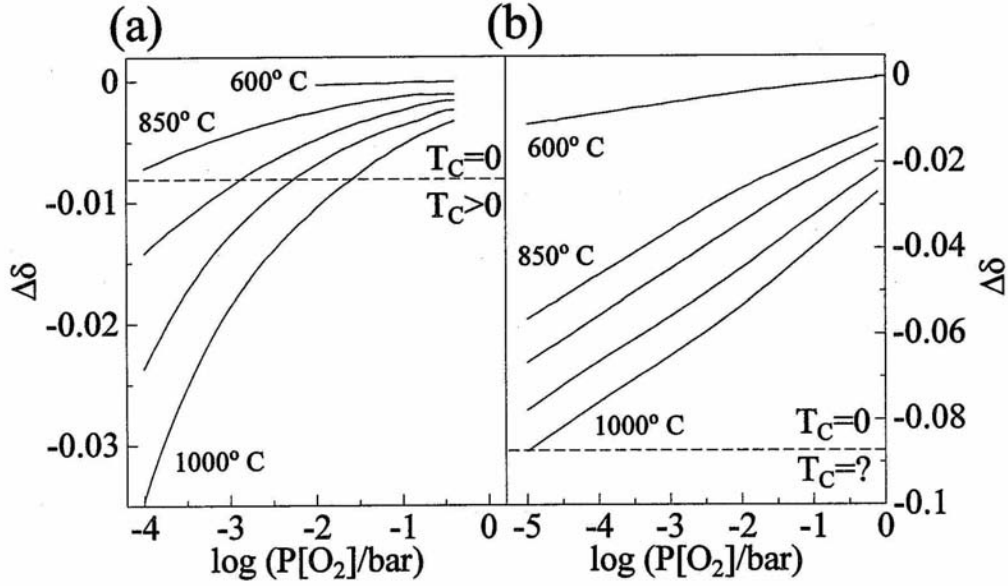 (a)
0
-0.01
-0.02
-0.03
Δδ
600° C
850° C
1000° C
T_C=0
T_C>0
-4 -3 -2 -1 0
log (P[O₂]/bar)
(b)
0
-0.02
-0.04
-0.06
-0.08
-0.1
Δδ
600° C
850° C
1000° C
T_C=0
T_C=?
-5 -4 -3 -2 -1 0
log (P[O₂]/bar)